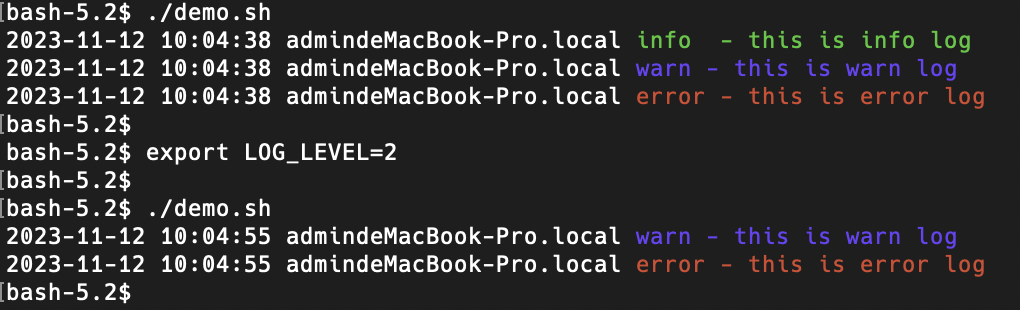 [bash-5.2$ ./demo.sh
2023-11-12 10:04:38 admindeMacBook-Pro.local info  - this is info log
2023-11-12 10:04:38 admindeMacBook-Pro.local warn - this is warn log
2023-11-12 10:04:38 admindeMacBook-Pro.local error - this is error log
[bash-5.2$
bash-5.2$ export LOG_LEVEL=2
[bash-5.2$
[bash-5.2$ ./demo.sh
2023-11-12 10:04:55 admindeMacBook-Pro.local warn - this is warn log
2023-11-12 10:04:55 admindeMacBook-Pro.local error - this is error log
[bash-5.2$